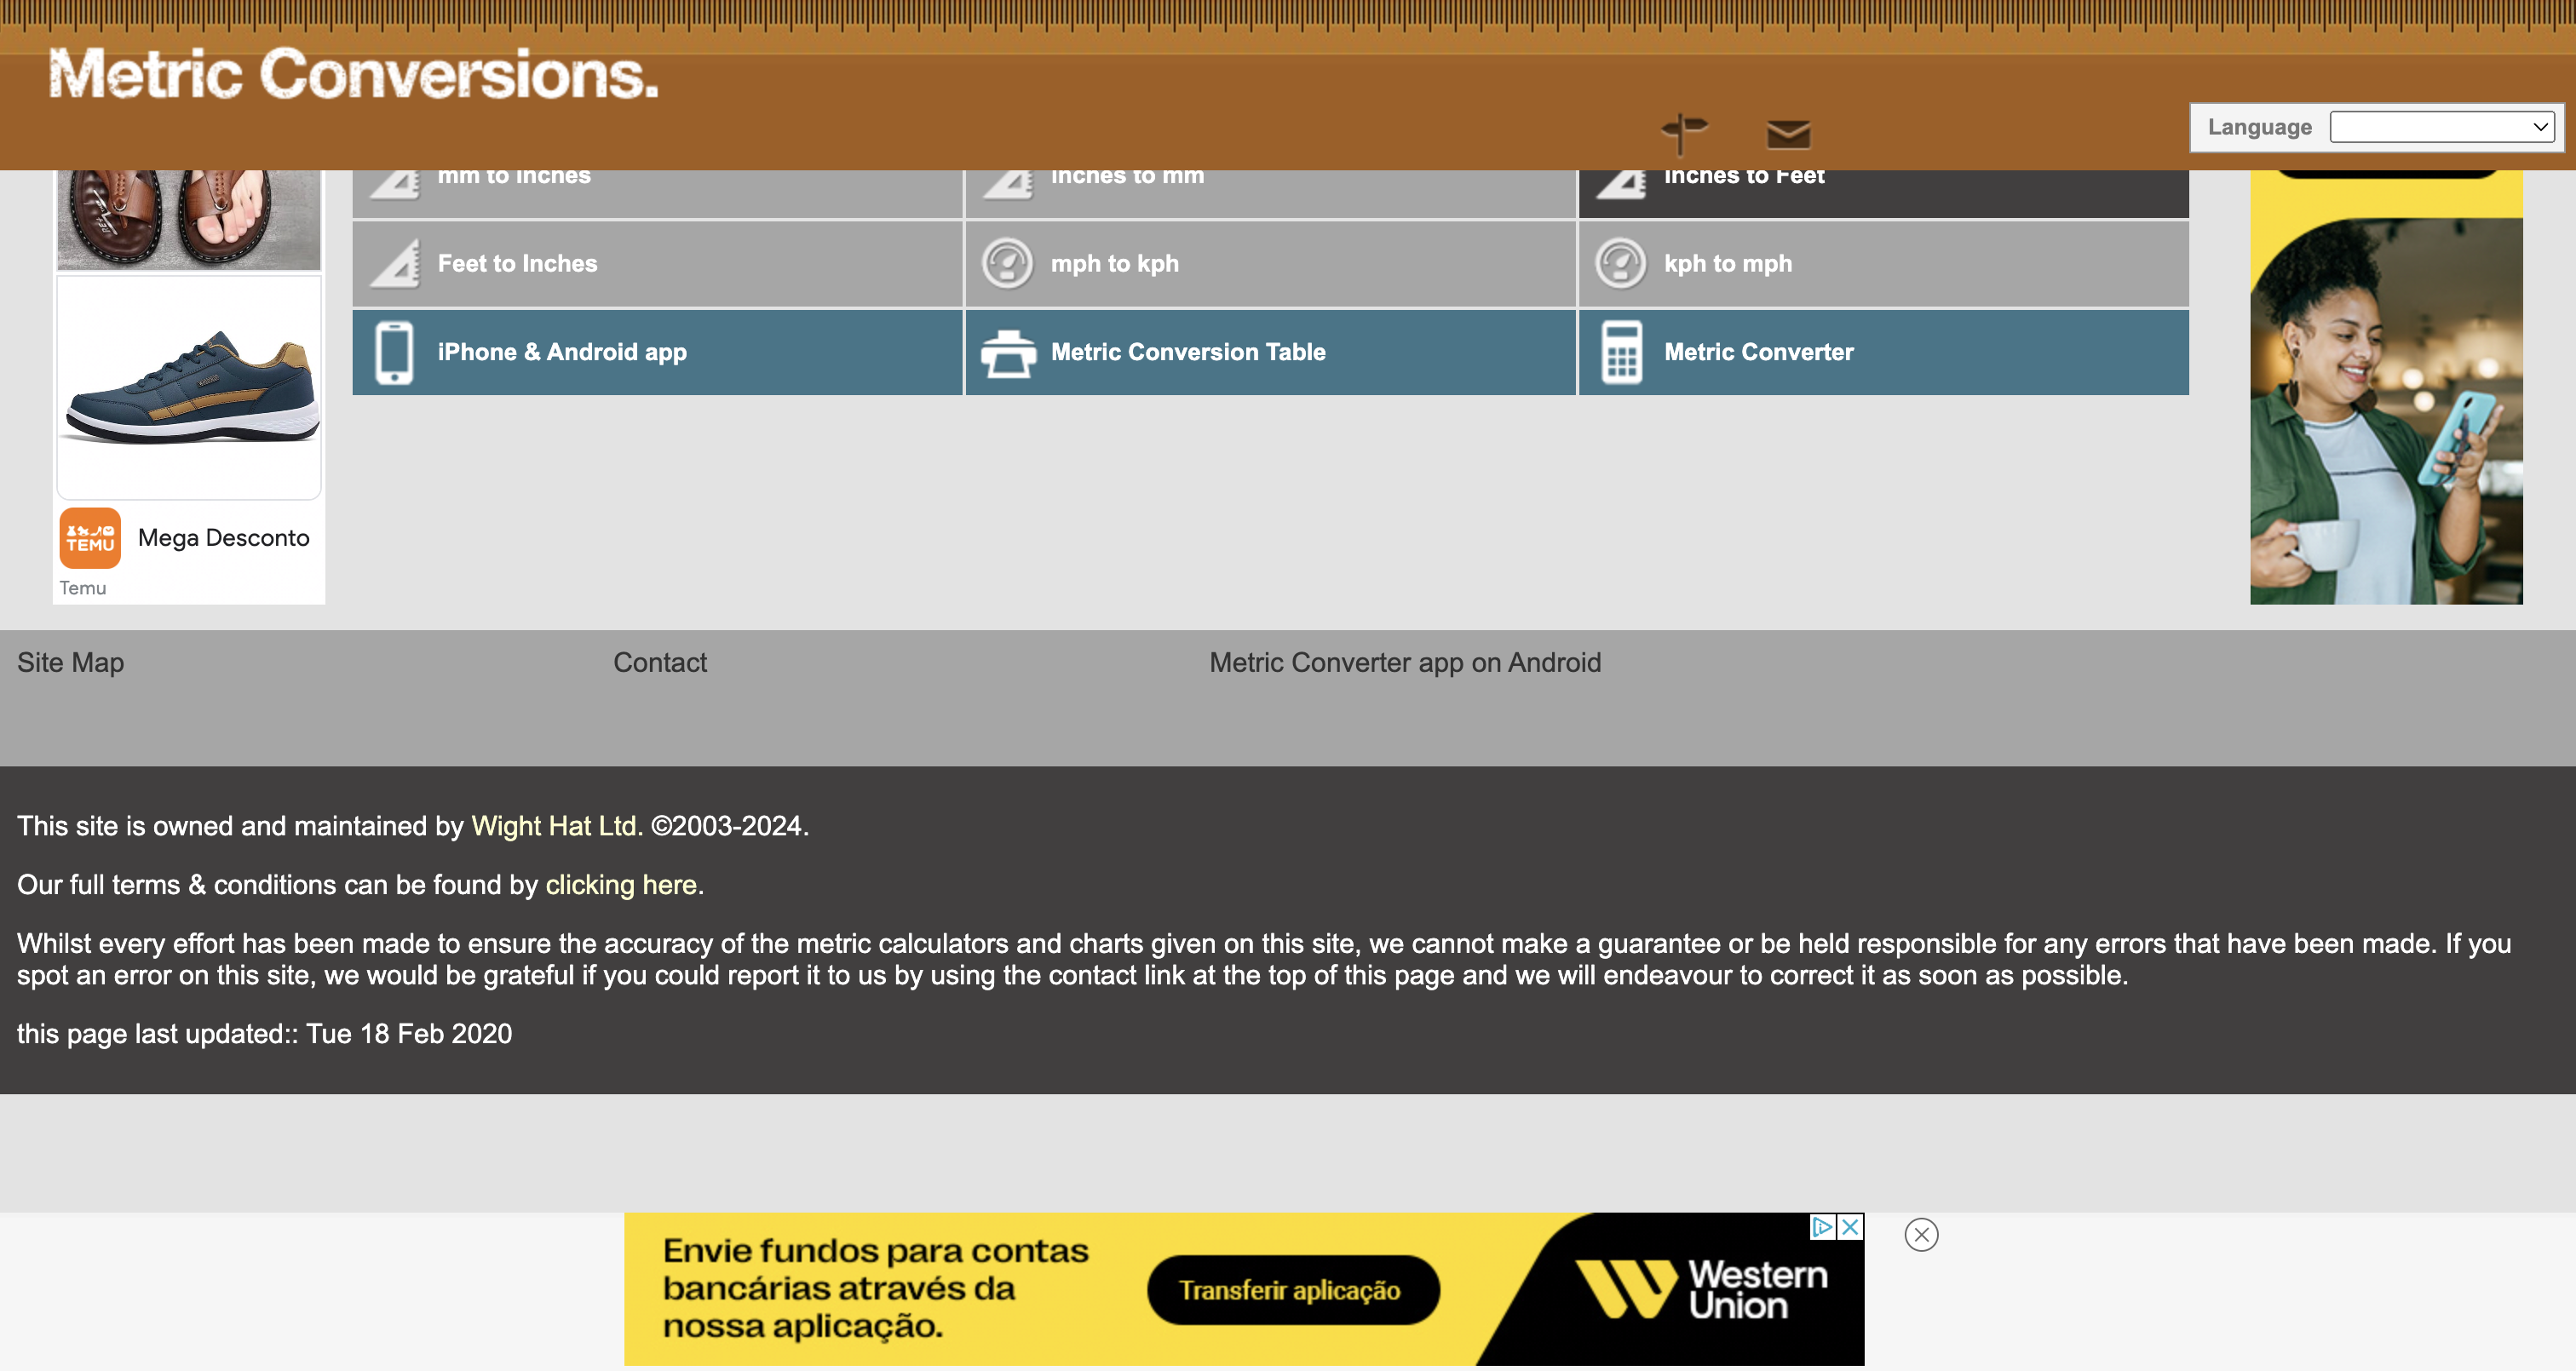 Metric Conversions.
Language
mm to Inches
Inches to mm
Inches to Feet
Feet to Inches
mph to kph
kph to mph
iPhone & Android app
Metric Conversion Table
Metric Converter
TEMU
Mega Desconto
Temu
Site Map
Contact
Metric Converter app on Android
This site is owned and maintained by Wight Hat Ltd. ©2003-2024.
Our full terms & conditions can be found by clicking here.
Whilst every effort has been made to ensure the accuracy of the metric calculators and charts given on this site, we cannot make a guarantee or be held responsible for any errors that have been made. If you
spot an error on this site, we would be grateful if you could report it to us by using the contact link at the top of this page and we will endeavour to correct it as soon as possible.
this page last updated:: Tue 18 Feb 2020
Envie fundos para contas
bancárias através da
nossa aplicação.
Transferir aplicação
Western
Union